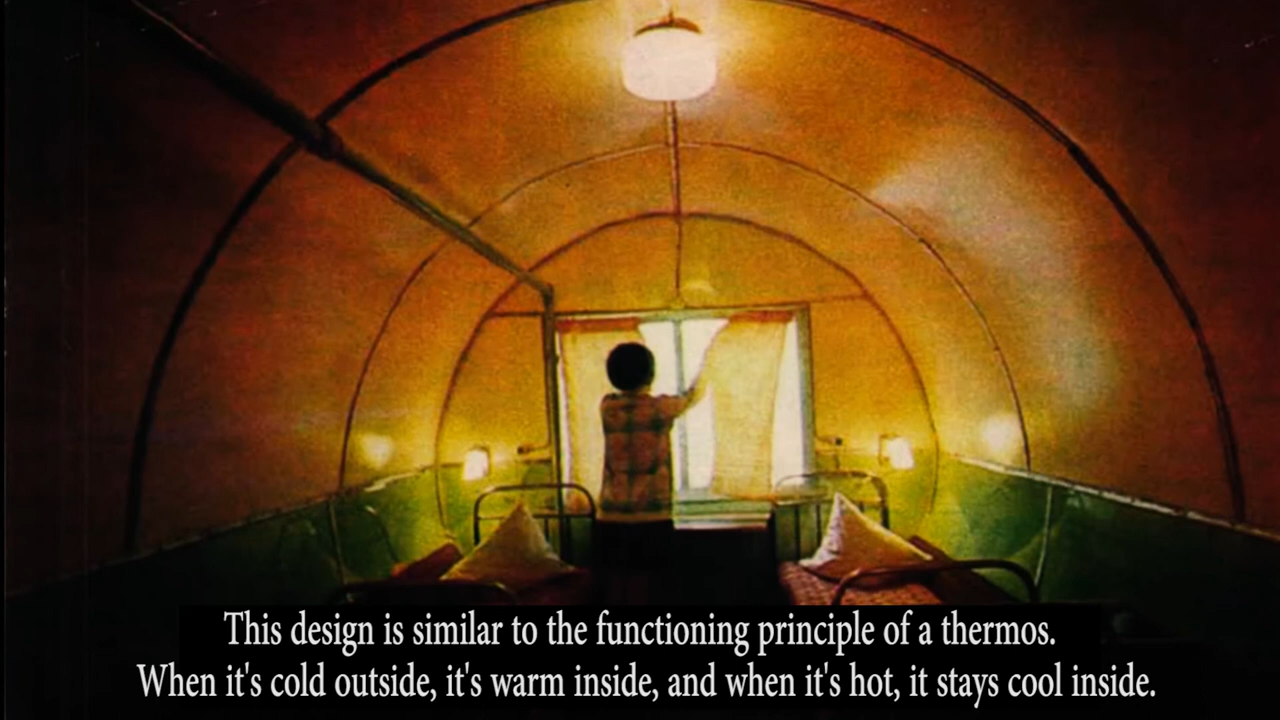 This design is similar to the functioning principle of a thermos.
When it's cold outside, it's warm inside, and when it's hot, it stays cool inside.